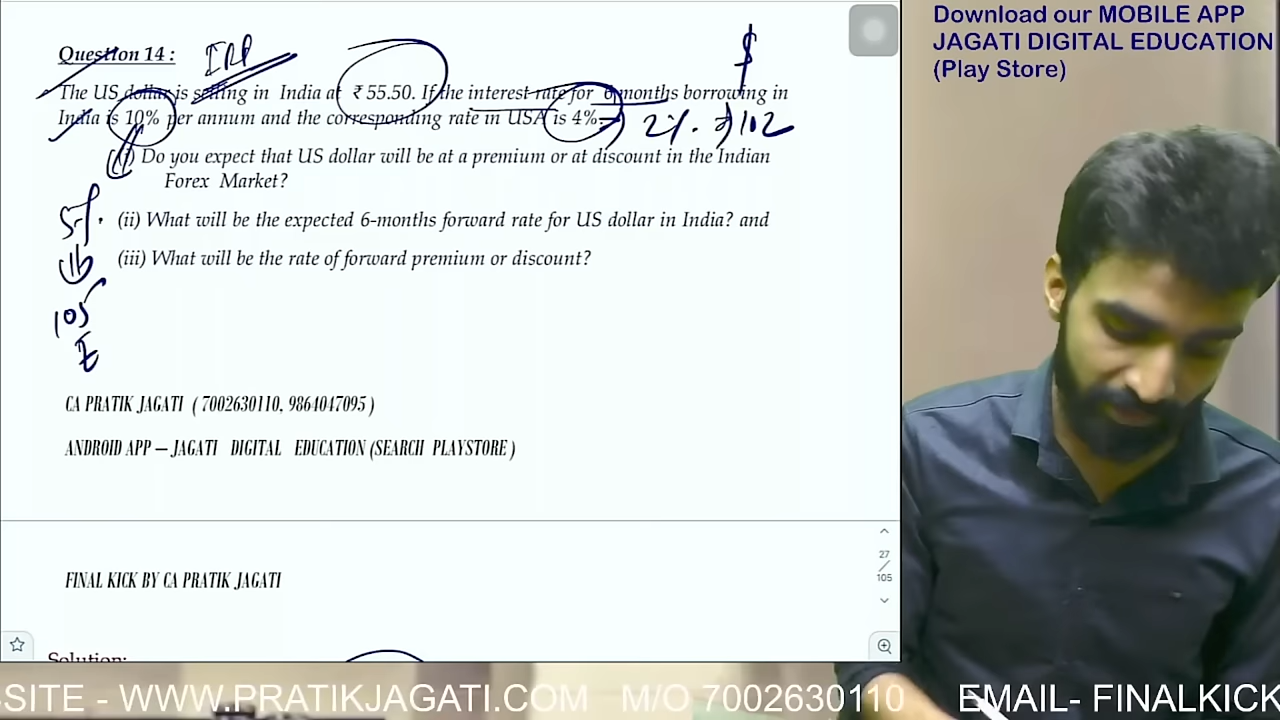 Download our MOBILE APP
JAGATI DIGITAL EDUCATION
(Play Store)
Question 14 :
IRP
$
The US dollar is selling in India at ₹ 55.50. If the interest rate for 6 months borrowing in
India is 10% per annum and the corresponding rate in USA is 4%.
2% 102
(i) Do you expect that US dollar will be at a premium or at discount in the Indian
Forex Market?
5%
(ii) What will be the expected 6-months forward rate for US dollar in India? and
(iii) What will be the rate of forward premium or discount?
105
₹
CA PRATIK JAGATI ( 7002630110, 9864047095 )
ANDROID APP – JAGATI DIGITAL EDUCATION (SEARCH PLAYSTORE )
27
/
105
FINAL KICK BY CA PRATIK JAGATI
Solution:
SITE - WWW.PRATIKJAGATI.COM M/O 7002630110 EMAIL- FINALKICK